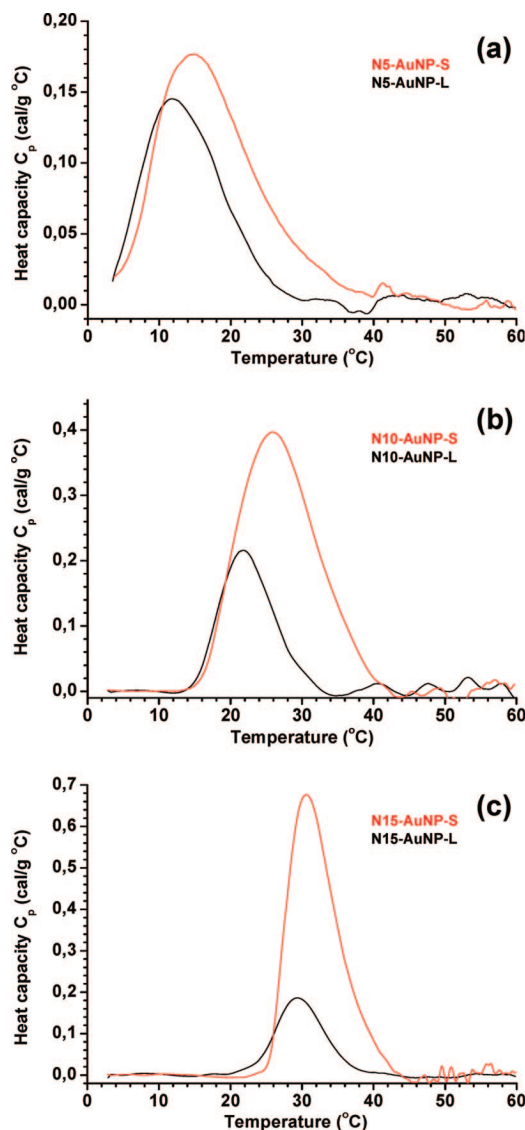 0,20
(a)
N5-AuNP-S
N5-AuNP-L
0,15
0,10
0,05
0,00
Heat capacity Cp (cal/g °C)
0 10 20 30 40 50 60
Temperature (°C)
(b)
0,4
N10-AuNP-S
N10-AuNP-L
0,3
0,2
0,1
0,0
Heat capacity Cp (cal/g °C)
0 10 20 30 40 50 60
Temperature (°C)
0,7
(c)
N15-AuNP-S
N15-AuNP-L
0,6
0,5
0,4
0,3
0,2
0,1
0,0
Heat capacity Cp (cal/g °C)
0 10 20 30 40 50 60
Temperature (°C)